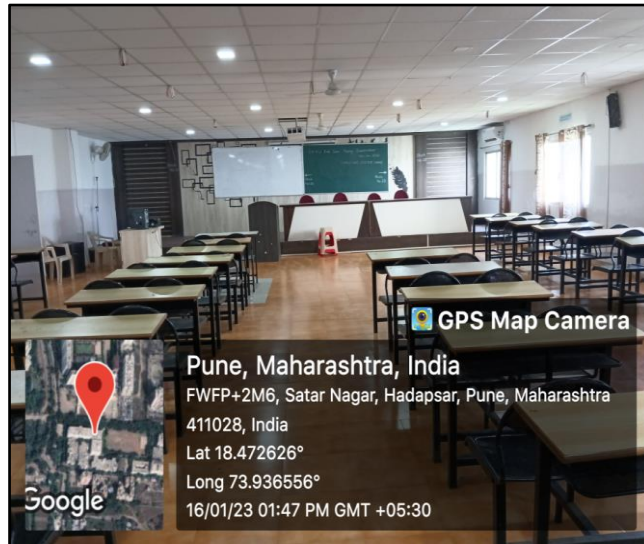 GPS Map Camera
Pune, Maharashtra, India
FWFP+2M6, Satar Nagar, Hadapsar, Pune, Maharashtra
411028, India
Lat 18.472626°
Long 73.936556°
16/01/23 01:47 PM GMT +05:30
Google